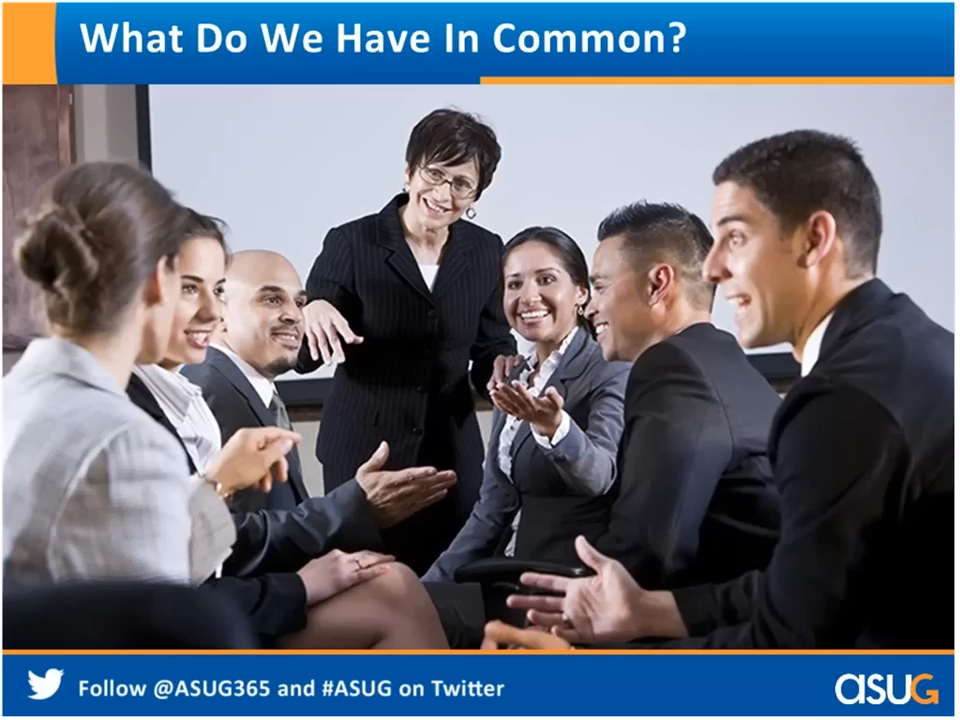 What Do We Have In Common?
Follow @ASUG365 and #ASUG on Twitter
asUG